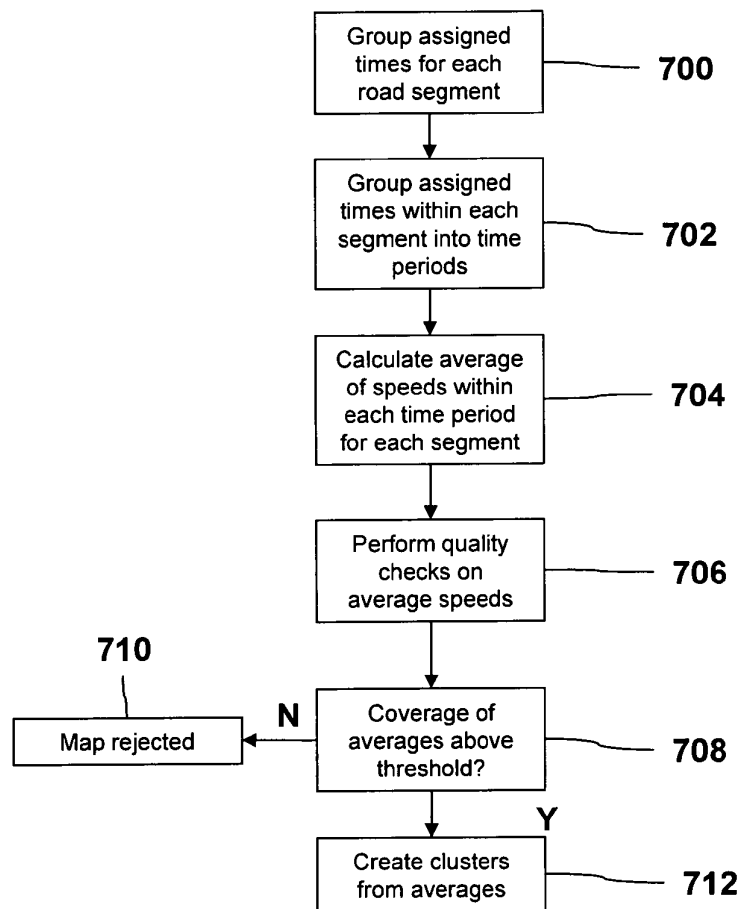 Group assigned
times for each
road segment
700
Group assigned
times within each
segment into time
periods
702
Calculate average
of speeds within
each time period
for each segment
704
Perform quality
checks on
average speeds
706
710
Map rejected
N
Coverage of
averages above
threshold?
708
Y
Create clusters
from averages
712